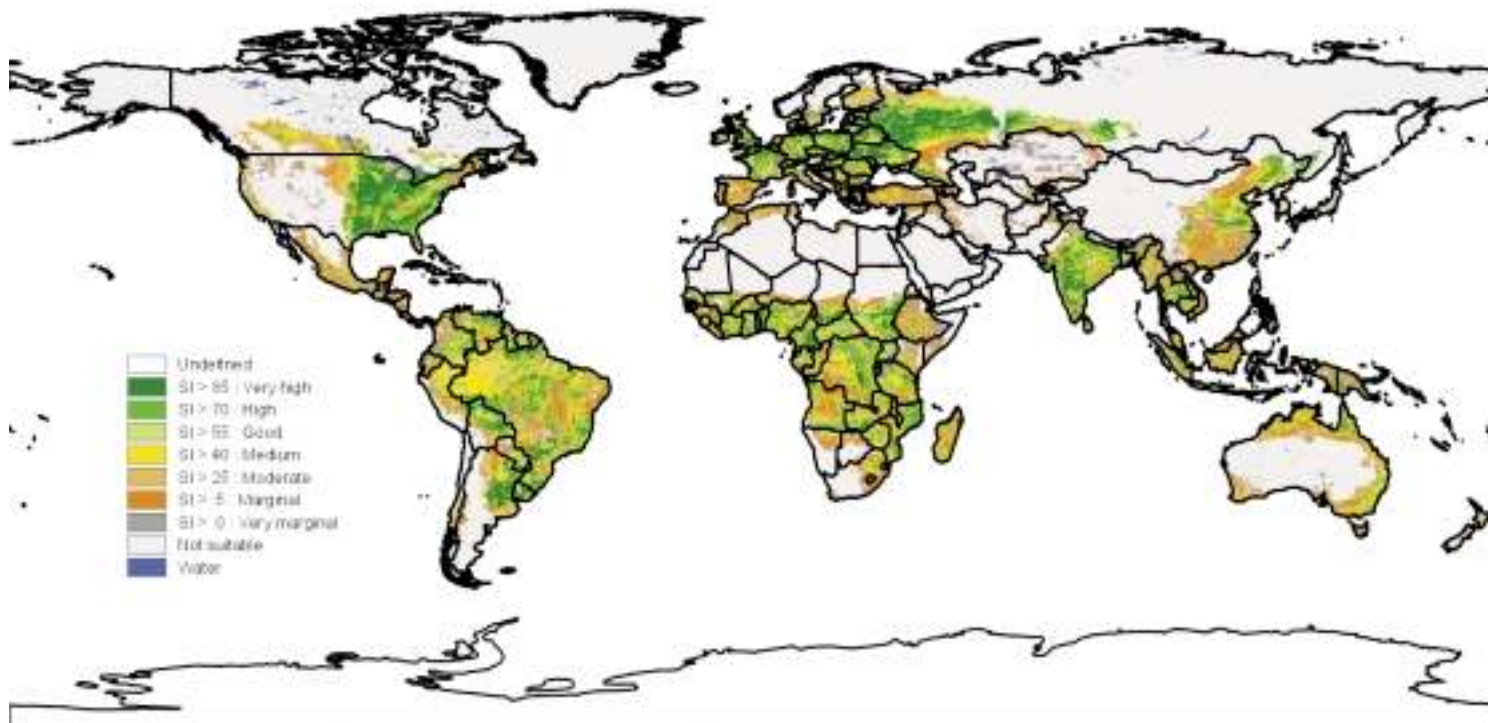 Undefined
SI > 85 : Very high
SI > 70 : High
SI > 55 : Good
SI > 40 : Medium
SI > 25 : Moderate
SI > 5 : Marginal
SI > 0 : Very marginal
Not suitable
Water